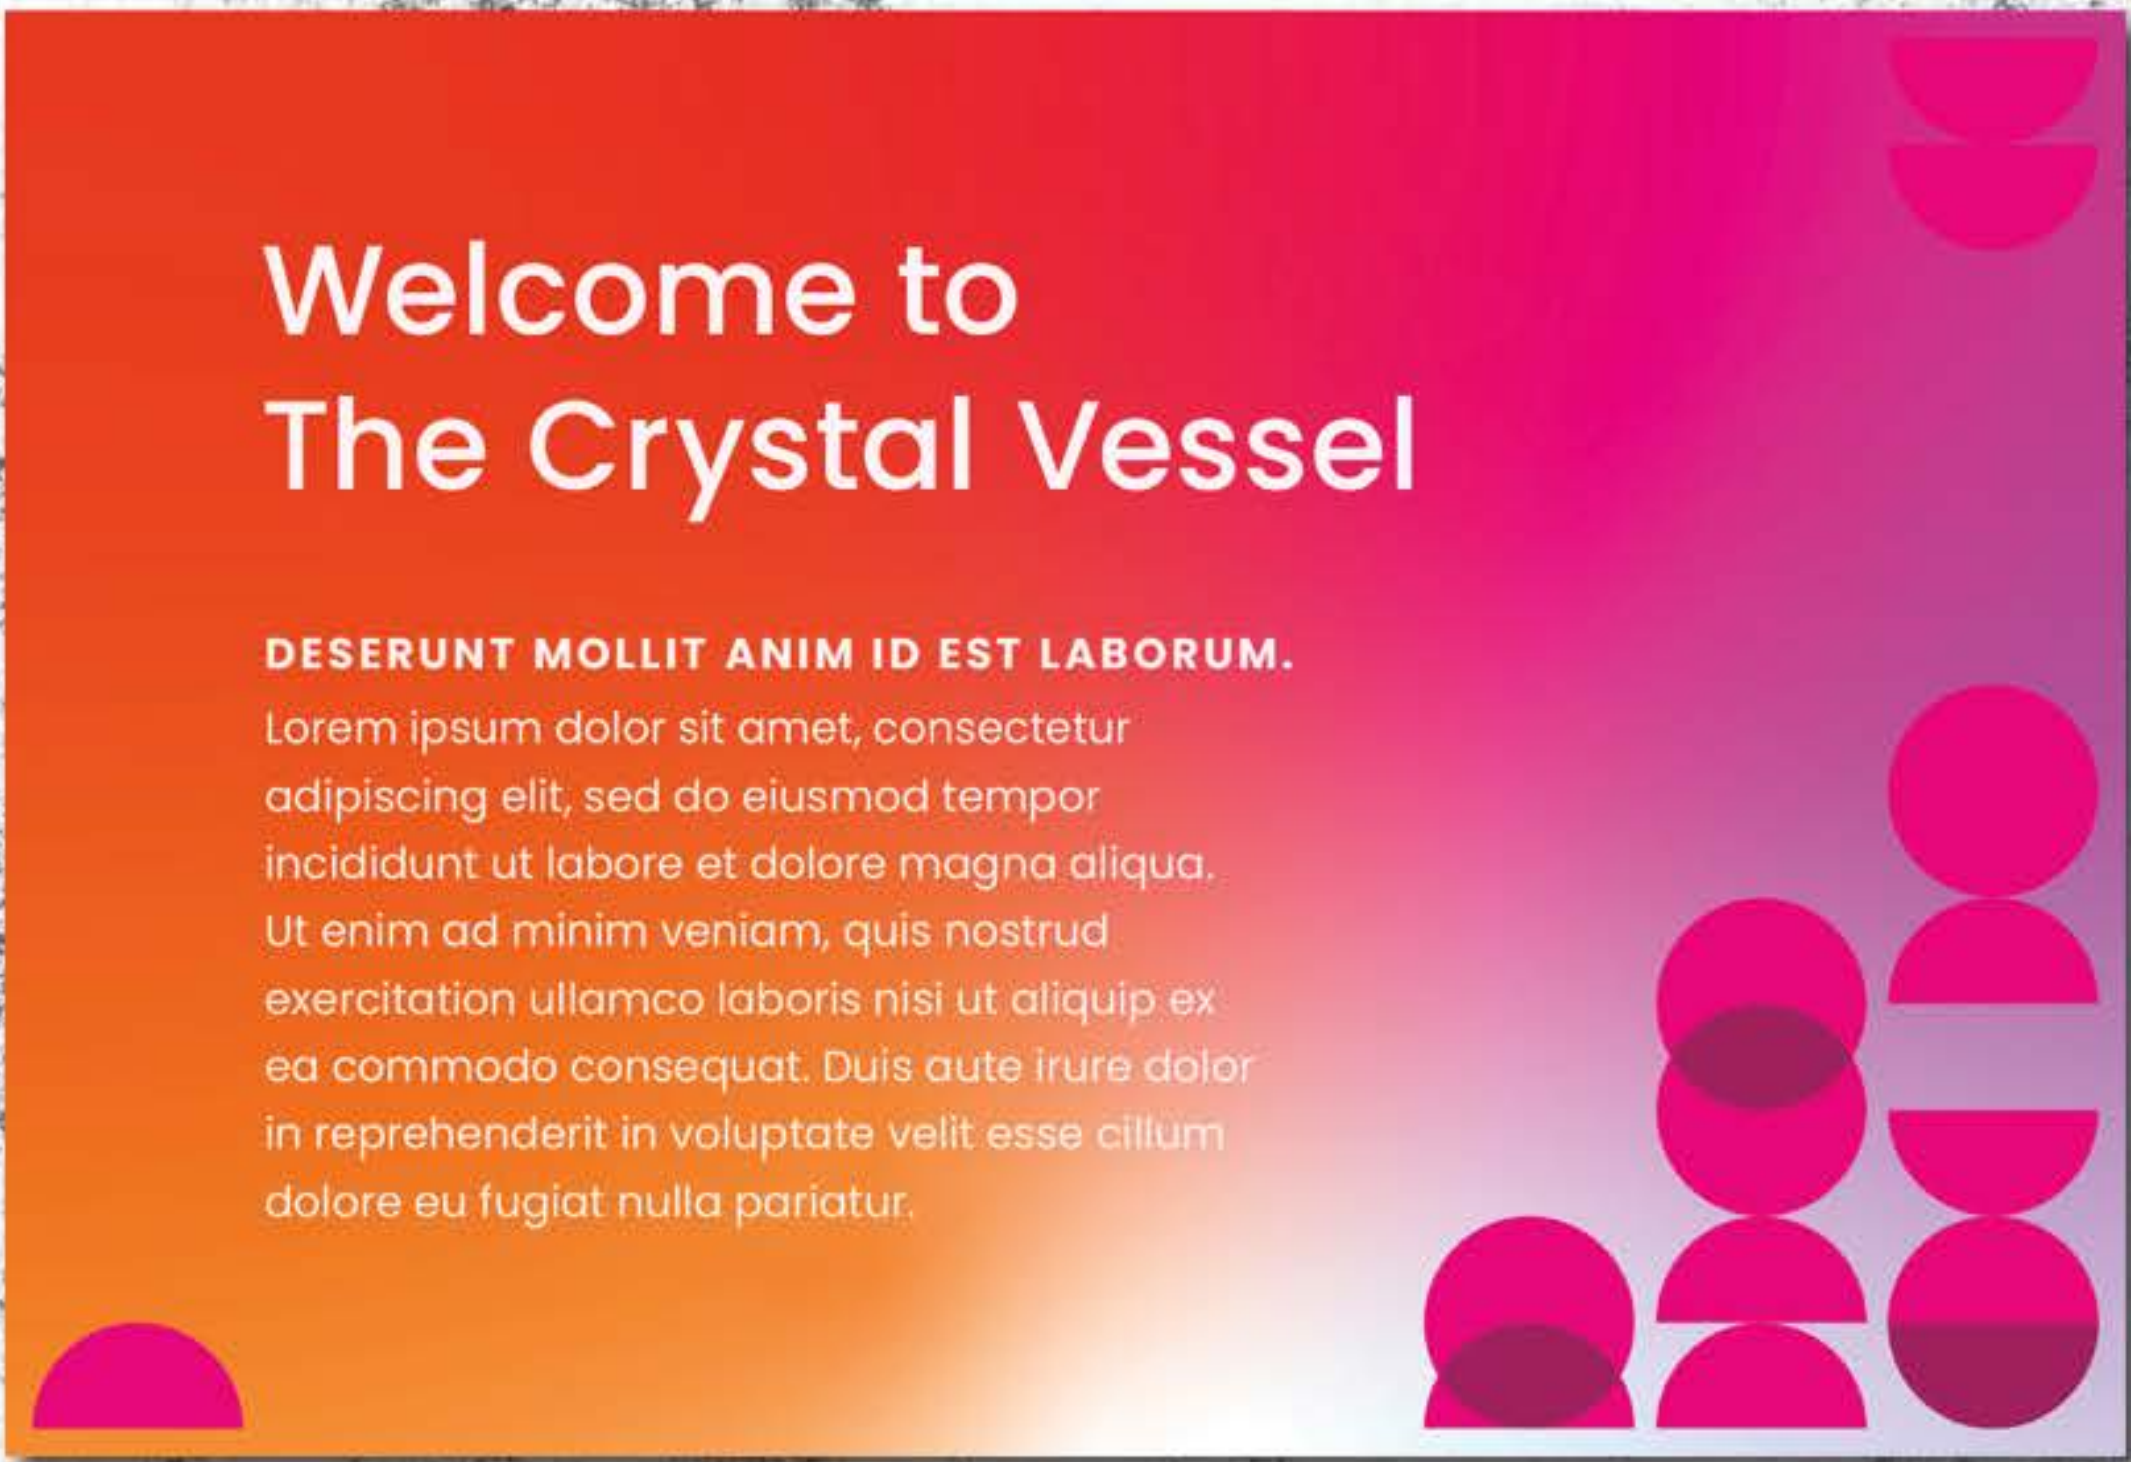 Welcome to
The Crystal Vessel
DESERUNT MOLLIT ANIM ID EST LABORUM.
Lorem ipsum dolor sit amet, consectetur
adipiscing elit, sed do eiusmod tempor
incididunt ut labore et dolore magna aliqua.
Ut enim ad minim veniam, quis nostrud
exercitation ullamco laboris nisi ut aliquip ex
ea commodo consequat. Duis aute irure dolor
in reprehenderit in voluptate velit esse cillum
dolore eu fugiat nulla pariatur.